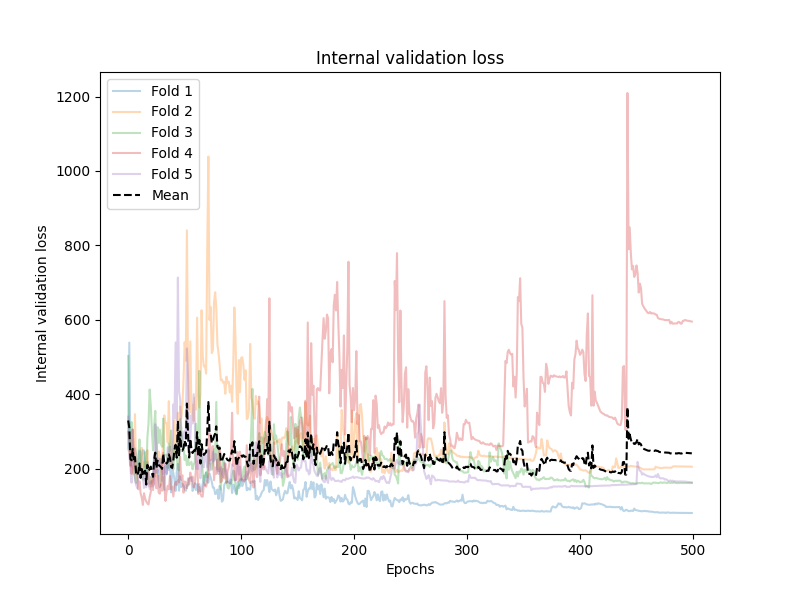 Internal validation loss
Fold 1
Fold 2
Fold 3
Fold 4
Fold 5
Mean
1200
1000
800
600
400
200
Internal validation loss
0 100 200 300 400 500
Epochs